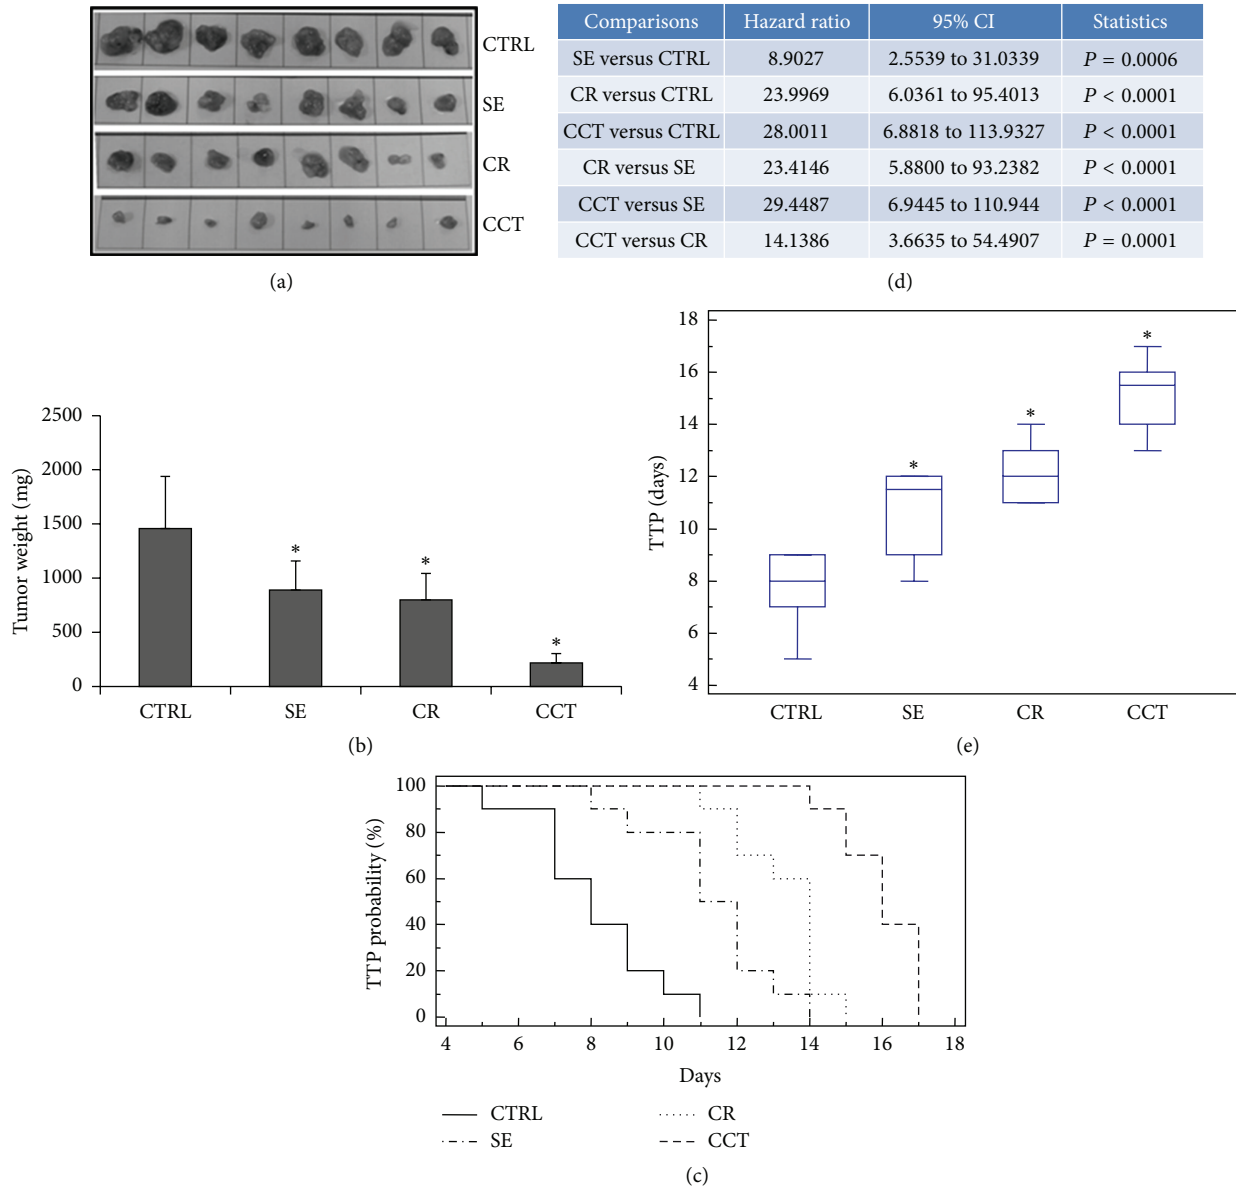 CTRL
SE
CR
CCT
(a)
Comparisons Hazard ratio 95% CI Statistics
SE versus CTRL 8.9027 2.5539 to 31.0339 P = 0.0006
CR versus CTRL 23.9969 6.0361 to 95.4013 P < 0.0001
CCT versus CTRL 28.0011 6.8818 to 113.9327 P < 0.0001
CR versus SE 23.4146 5.8800 to 93.2382 P < 0.0001
CCT versus SE 29.4487 6.9445 to 110.944 P < 0.0001
CCT versus CR 14.1386 3.6635 to 54.4907 P = 0.0001
(d)
Tumor weight (mg)
2500
2000
1500
1000
500
0
* * *
CTRL SE CR CCT
(b)
TTP (days)
18
16
14
12
10
8
6
4
* * *
CTRL SE CR CCT
(e)
TTP probability (%)
100
80
60
40
20
0
4 6 8 10 12 14 16 18
Days
CTRL CR
SE CCT
(c)